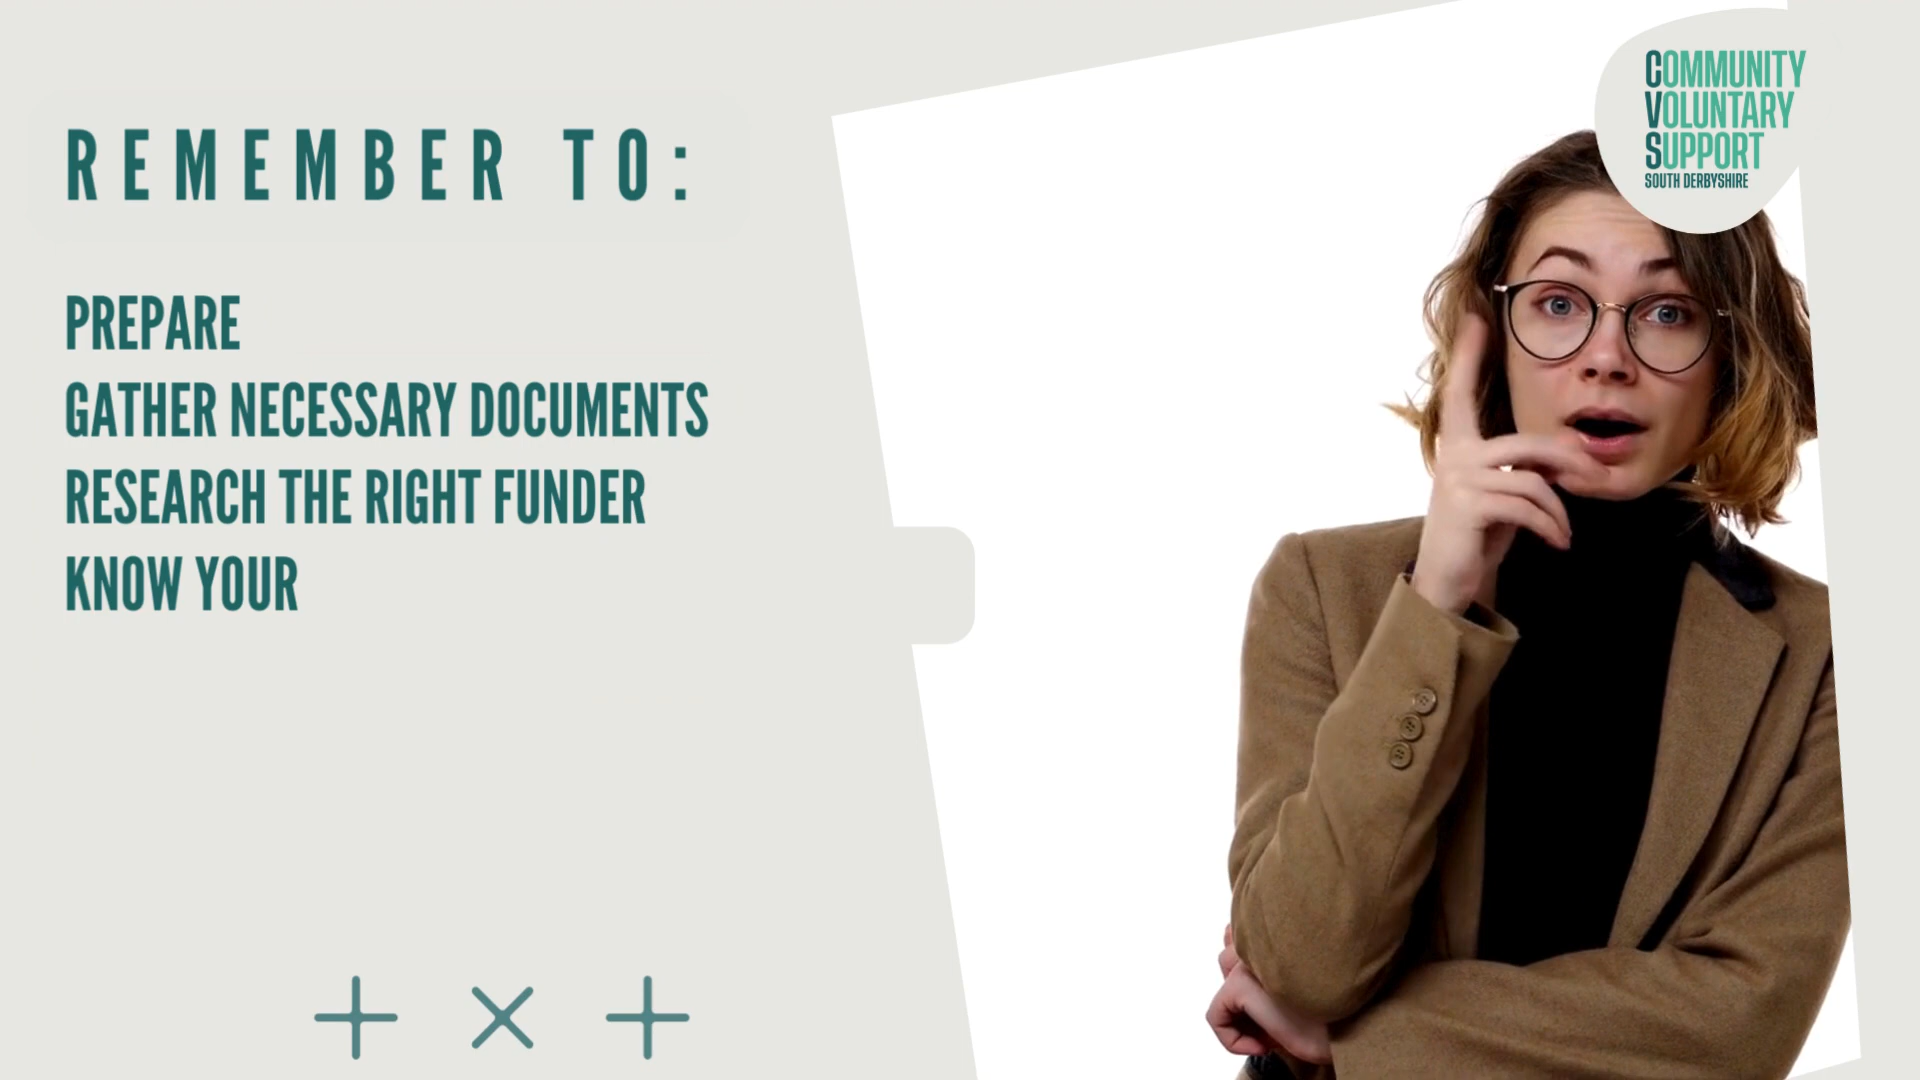 REMEMBER TO:
PREPARE
GATHER NECESSARY DOCUMENTS
RESEARCH THE RIGHT FUNDER
KNOW YOUR
COMMUNITY
VOLUNTARY
SUPPORT
SOUTH DERBYSHIRE